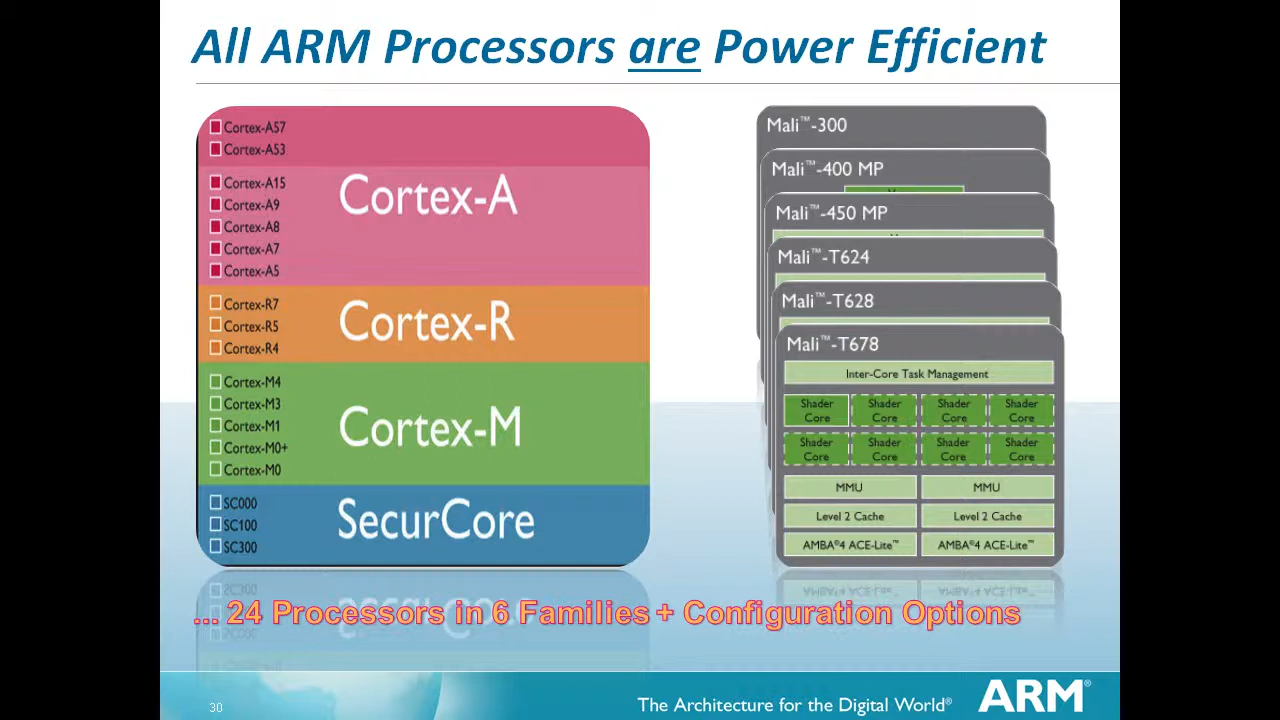 All ARM Processors are Power Efficient
Cortex-A57
Cortex-A53
Cortex-A15
Cortex-A9
Cortex-A8
Cortex-A7
Cortex-A5
Cortex-A
Cortex-R7
Cortex-R5
Cortex-R4
Cortex-R
Cortex-M4
Cortex-M3
Cortex-M1
Cortex-M0+
Cortex-M0
Cortex-M
SC000
SC100
SC300
SecurCore
Mali™-300
Mali™-400 MP
Mali™-450 MP
Mali™-T624
Mali™-T628
Mali™-T678
Inter-Core Task Management
Shader Core Shader Core Shader Core Shader Core
Shader Core Shader Core Shader Core Shader Core
MMU MMU
Level 2 Cache Level 2 Cache
AMBA®4 ACE-Lite™ AMBA®4 ACE-Lite™
... 24 Processors in 6 Families + Configuration Options
30
The Architecture for the Digital World®
ARM®